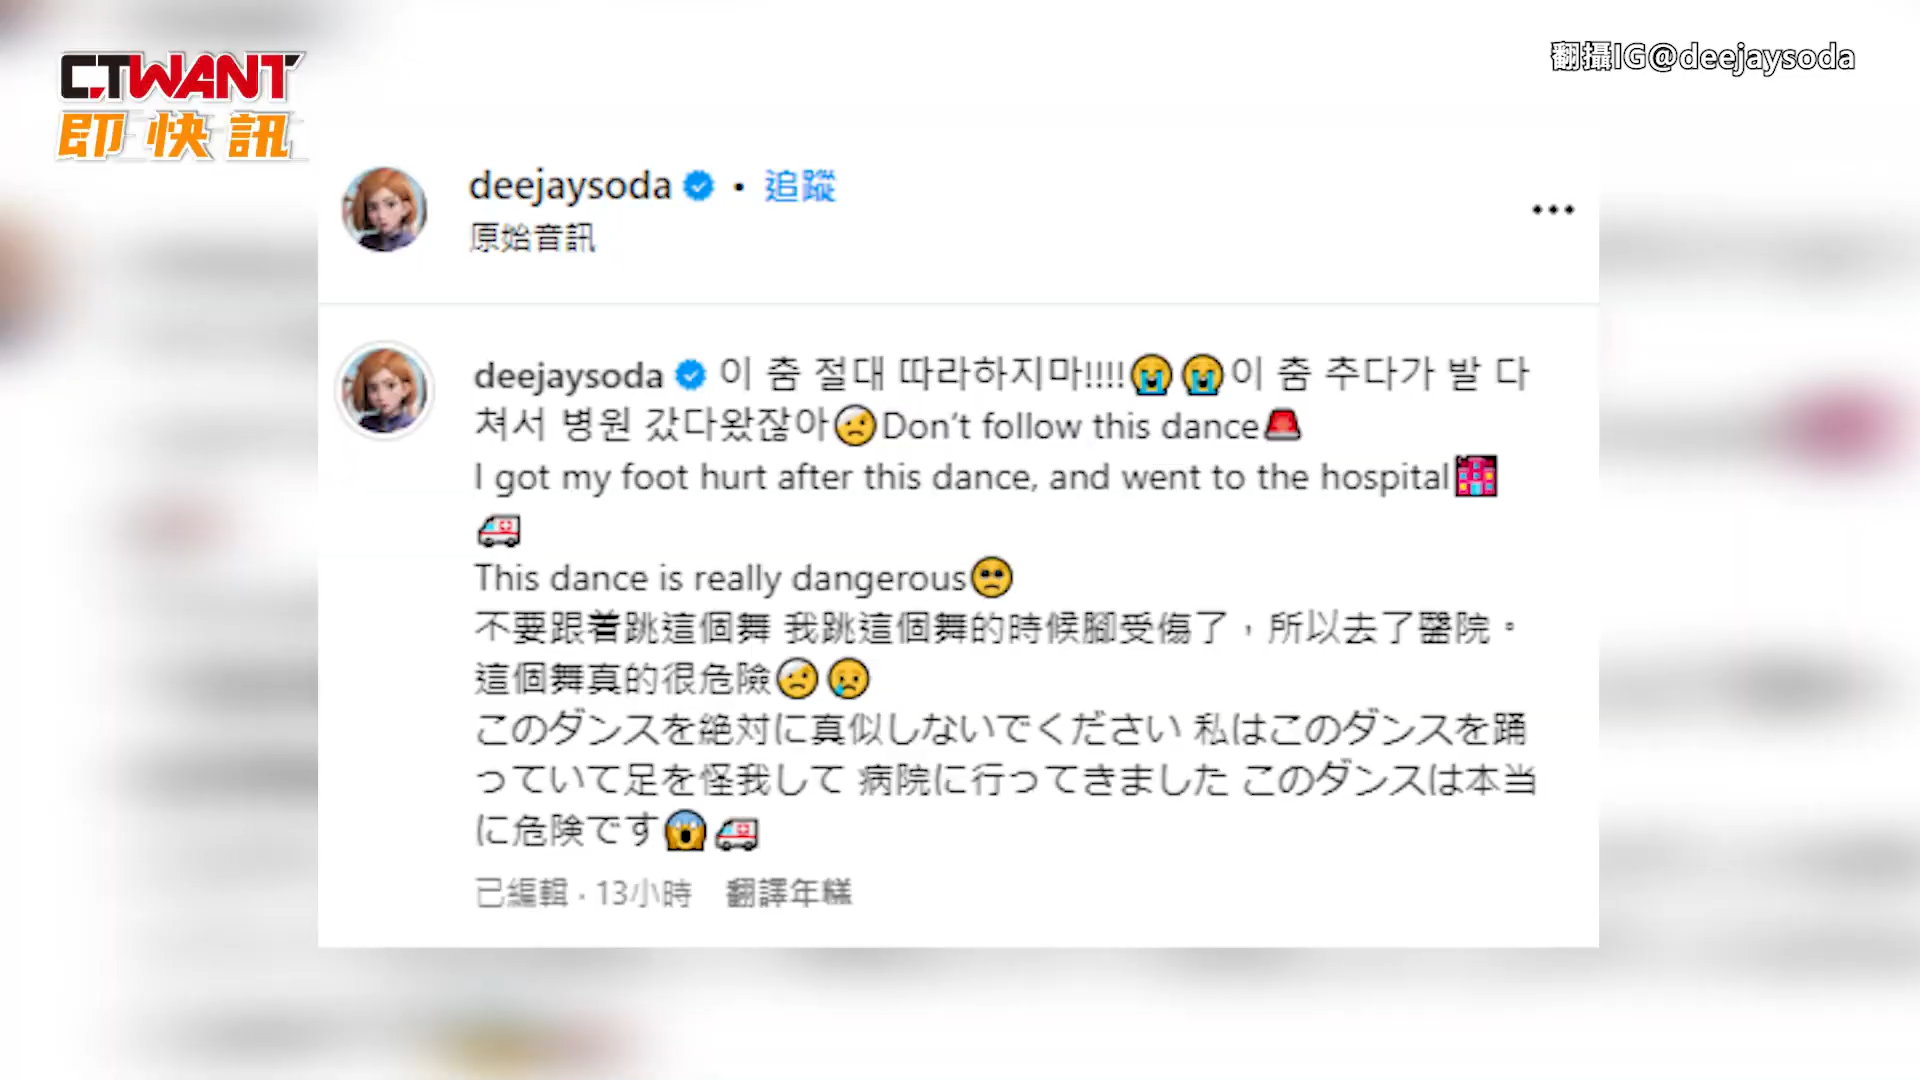 CTWANT
即快訊
翻攝IG@deejaysoda
deejaysoda • 追蹤
原始音訊
deejaysoda 이 춤 절대 따라하지마!!!!😭😭이 춤 추다가 발 다
쳐서 병원 갔다왔잖아🤕Don’t follow this dance🚨
I got my foot hurt after this dance, and went to the hospital🏩
🚑
This dance is really dangerous🥺
不要跟着跳這個舞 我跳這個舞的時候腳受傷了，所以去了醫院。
這個舞真的很危險🤕😢
このダンスを絶対に真似しないでください 私はこのダンスを踊
っていて足を怪我して 病院に行ってきました このダンスは本当
に危険です😱🚑
已編輯 · 13小時 翻譯年糕